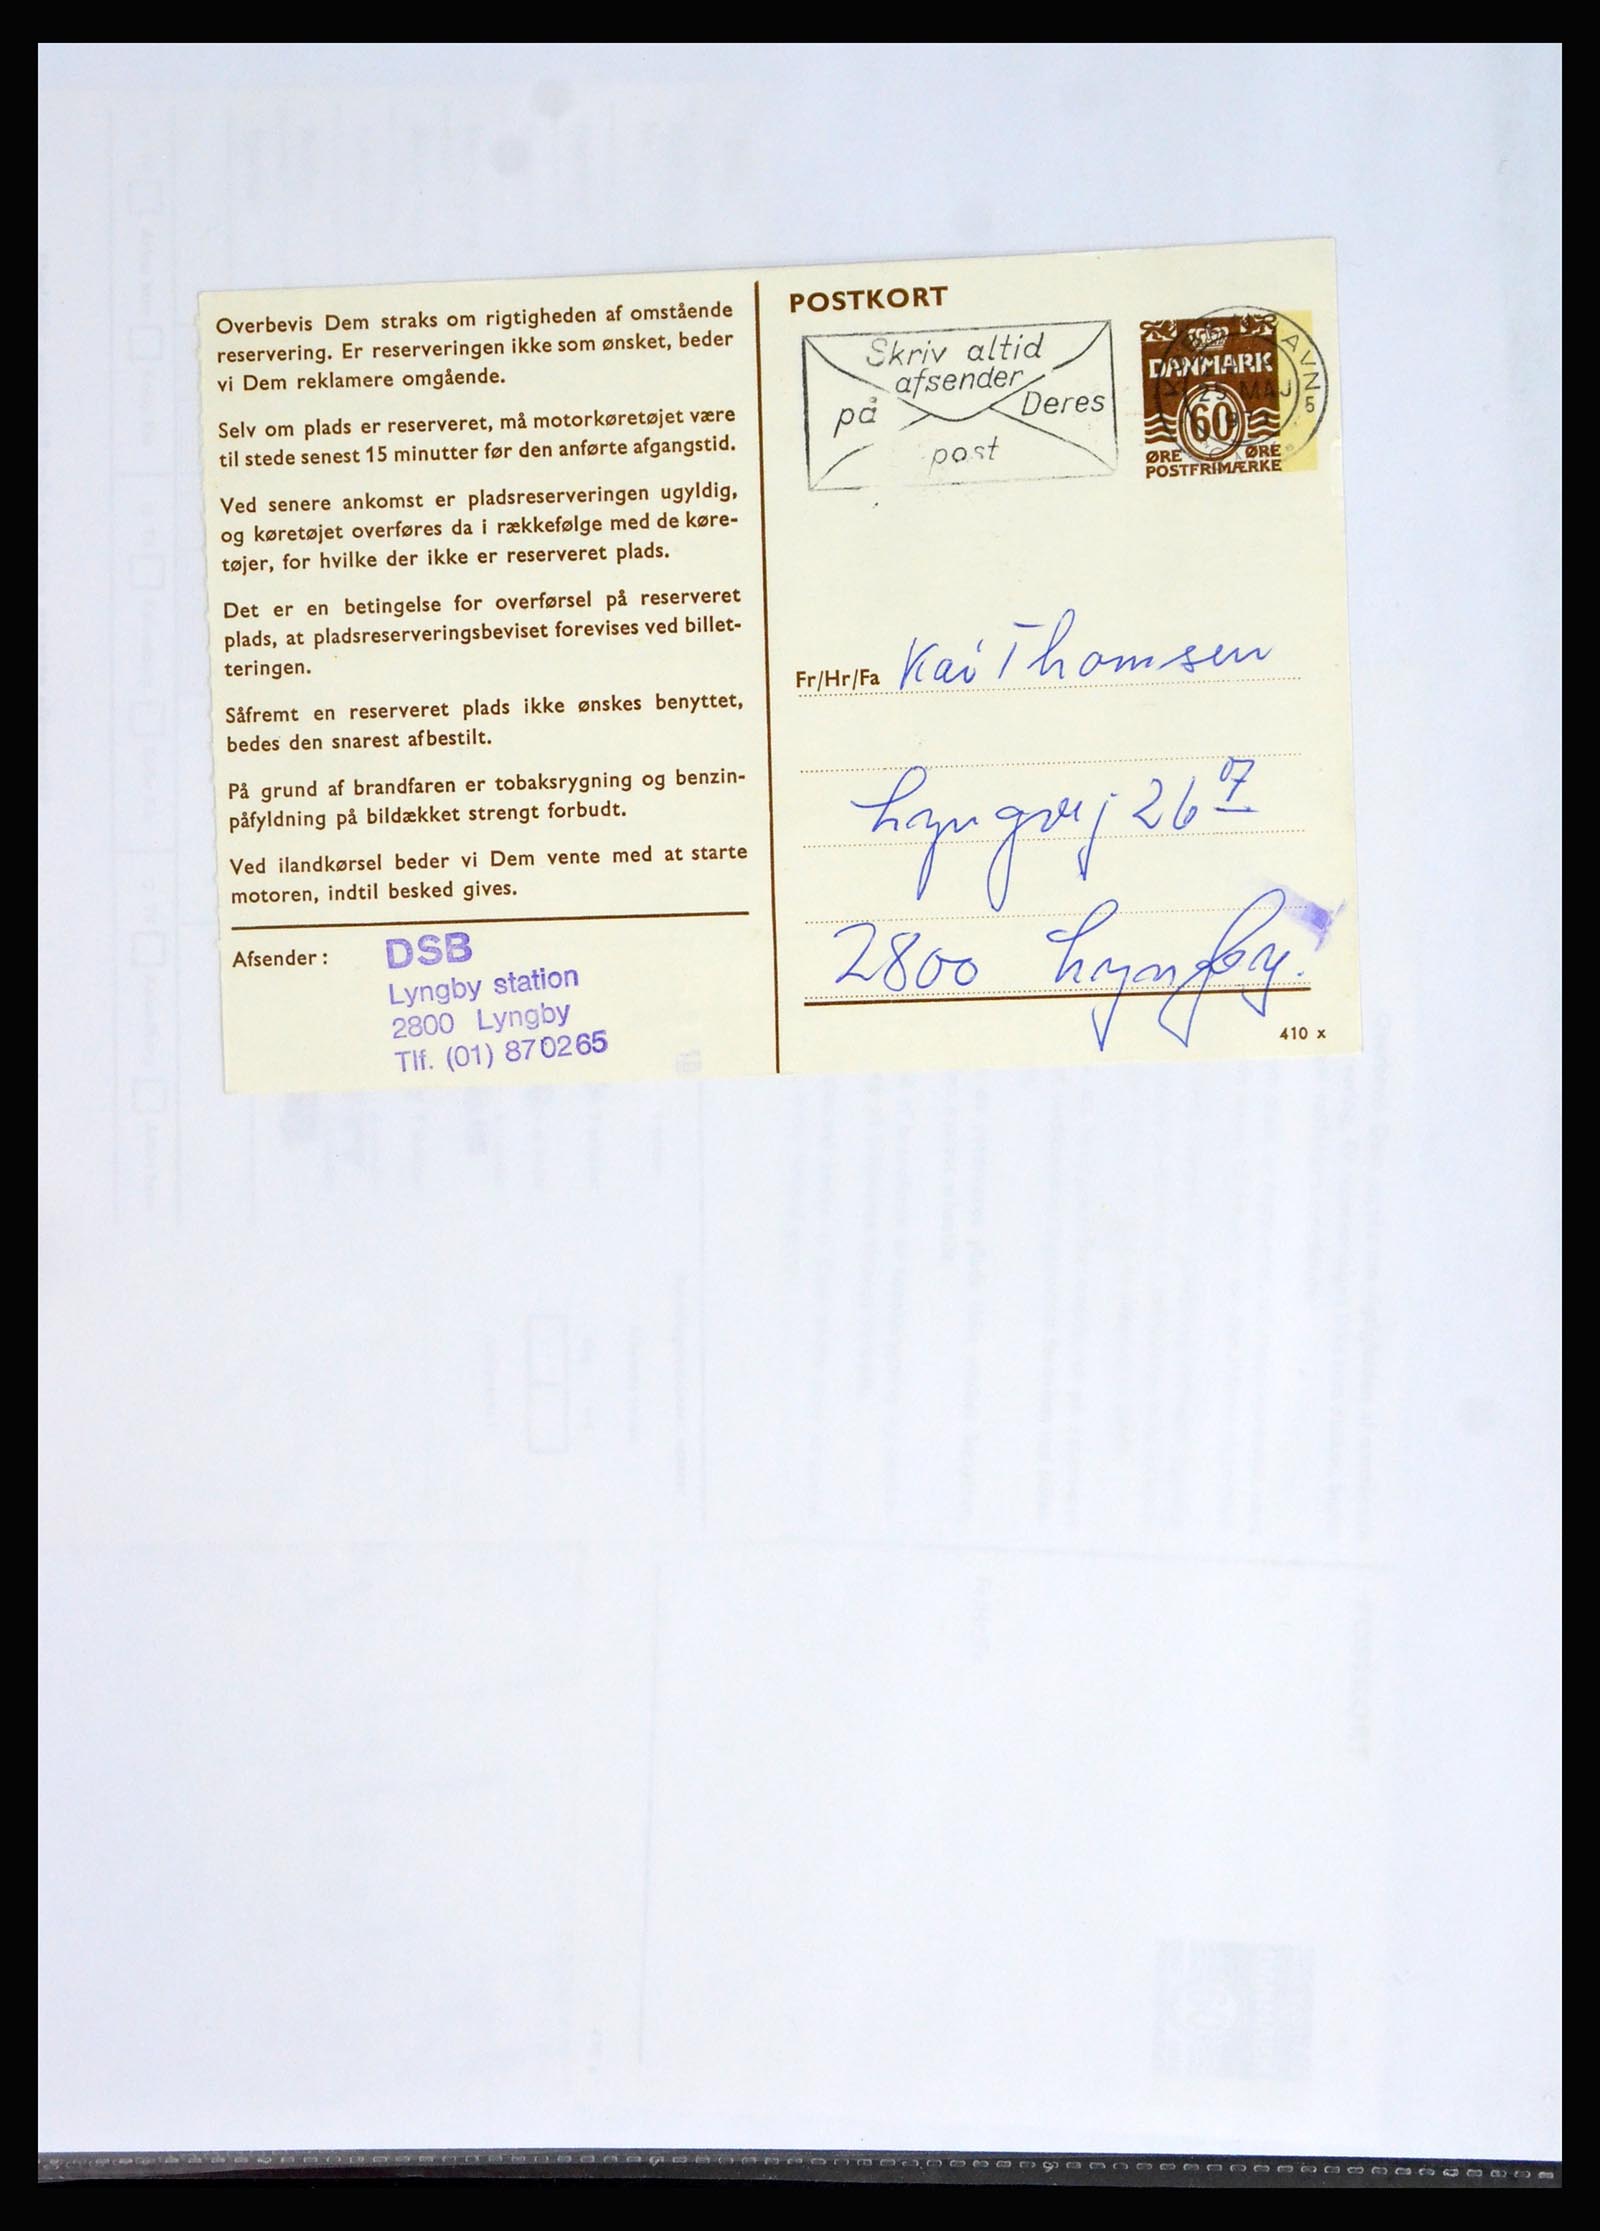 Overbevis Dem straks om rigtigheden af omstående
reservering. Er reserveringen ikke som ønsket, beder
vi Dem reklamere omgående.
Selv om plads er reserveret, må motorkøretøjet være
til stede senest 15 minutter før den anførte afgangstid.
Ved senere ankomst er pladsreserveringen ugyldig,
og køretøjet overføres da i rækkefølge med de køre-
tøjer, for hvilke der ikke er reserveret plads.
Det er en betingelse for overførsel på reserveret
plads, at pladsreserveringsbeviset forevises ved billet-
teringen.
Såfremt en reserveret plads ikke ønskes benyttet,
bedes den snarest afbestilt.
På grund af brandfaren er tobaksrygning og benzin-
påfyldning på bildækket strengt forbudt.
Ved ilandkørsel beder vi Dem vente med at starte
motoren, indtil besked gives.
Afsender:
DSB
Lyngby station
2800 Lyngby
Tlf. (01) 870265
POSTKORT
Skriv altid
afsender
på Deres
post
AVN
25 MAJ
5
DANMARK
60
ØRE ØRE
POSTFRIMÆRKE
Fr/Hr/Fa Kai Thomsen
Lyngvej 26
2800 Lyngby.
410 x